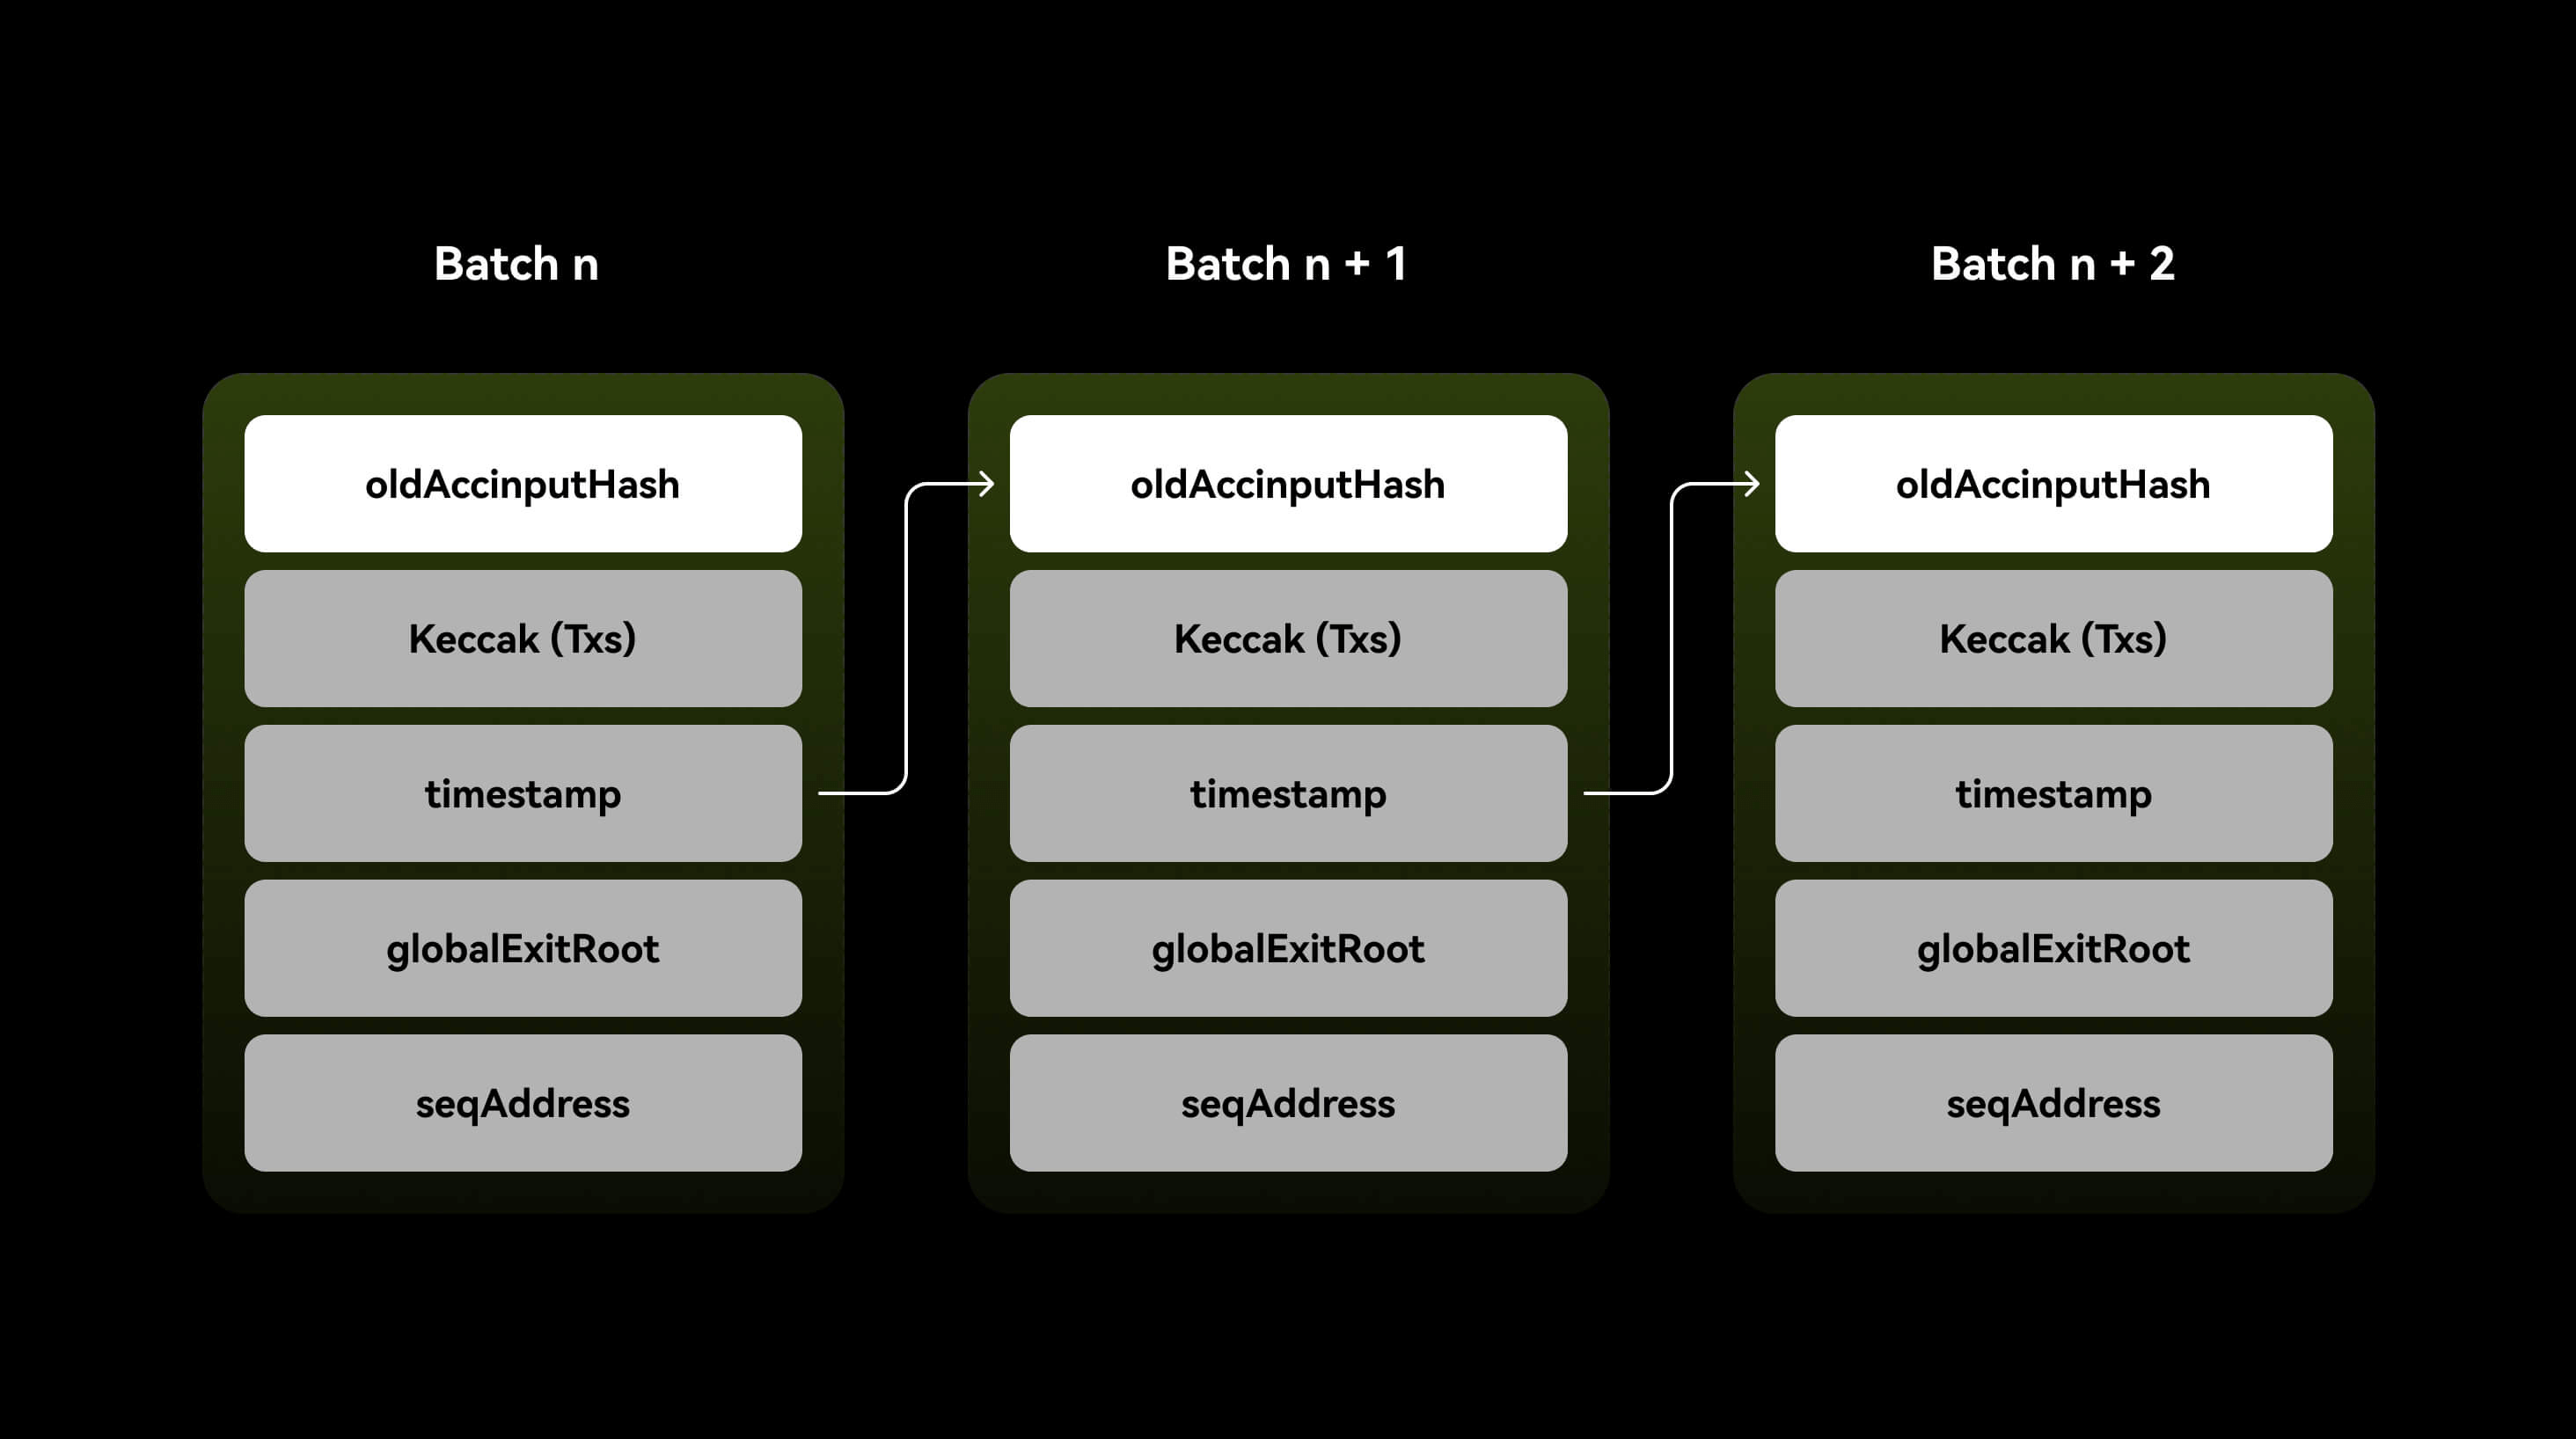 Batch n
oldAccinputHash
Keccak (Txs)
timestamp
globalExitRoot
seqAddress
Batch n + 1
oldAccinputHash
Keccak (Txs)
timestamp
globalExitRoot
seqAddress
Batch n + 2
oldAccinputHash
Keccak (Txs)
timestamp
globalExitRoot
seqAddress